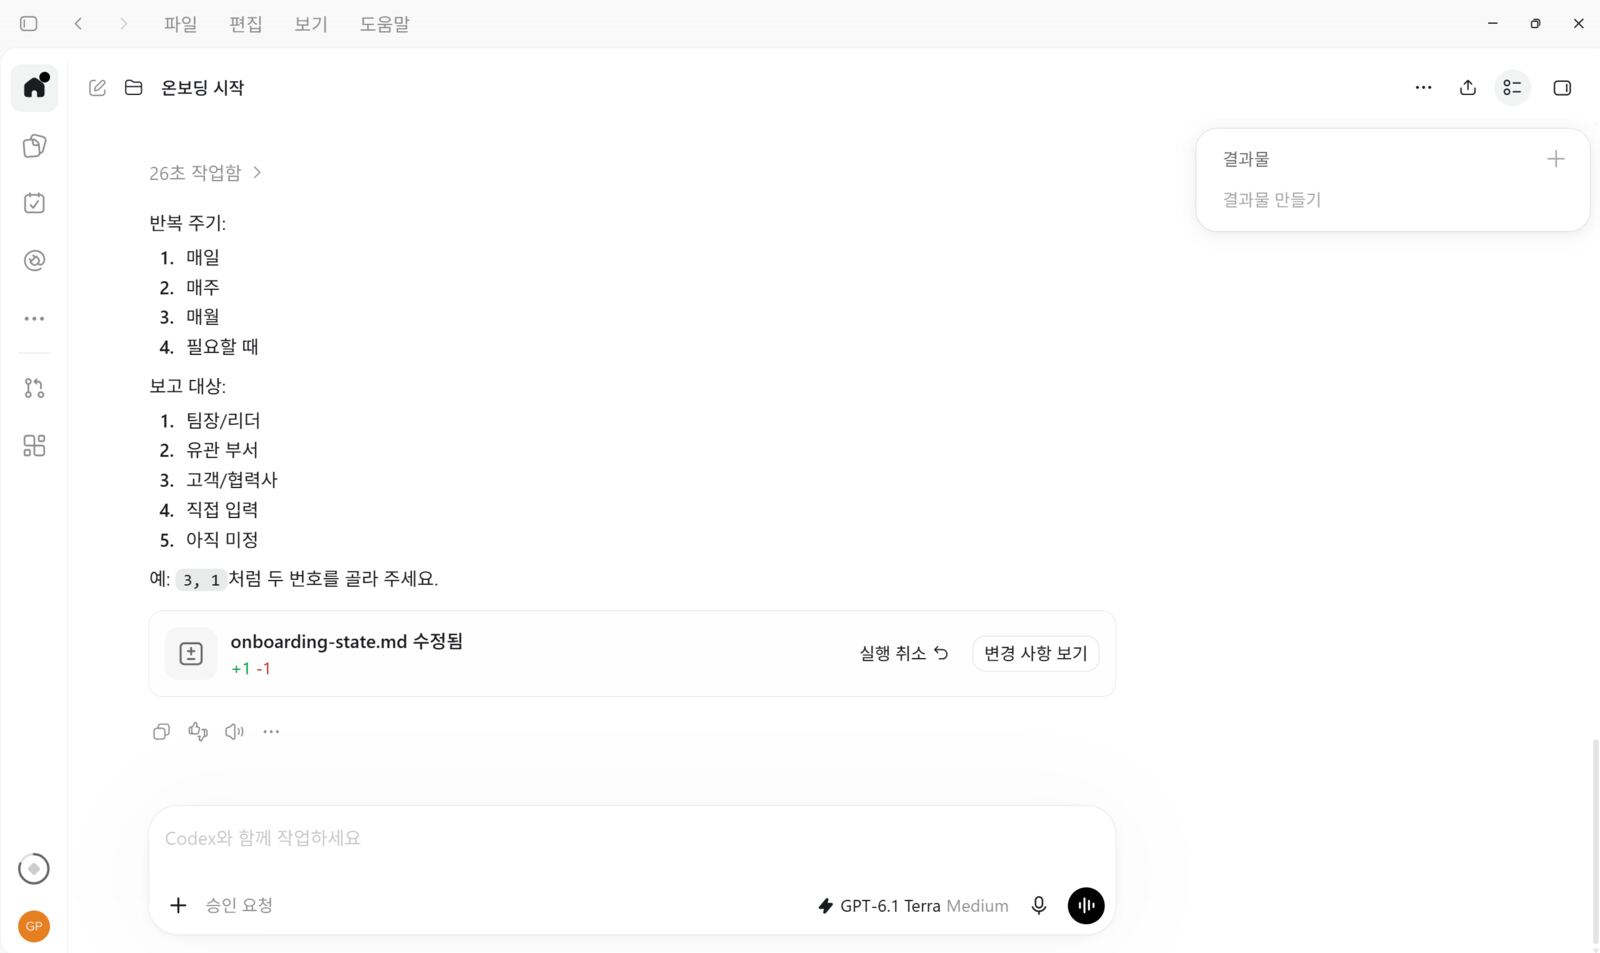 파일 편집 보기 도움말
온보딩 시작
결과물
결과물 만들기
26초 작업함
반복 주기:
1. 매일
2. 매주
3. 매월
4. 필요할 때
보고 대상:
1. 팀장/리더
2. 유관 부서
3. 고객/협력사
4. 직접 입력
5. 아직 미정
예: 3, 1처럼 두 번호를 골라 주세요.
onboarding-state.md 수정됨
+1 -1
실행 취소
변경 사항 보기
Codex와 함께 작업하세요
승인 요청
GPT-6.1 Terra Medium
GP